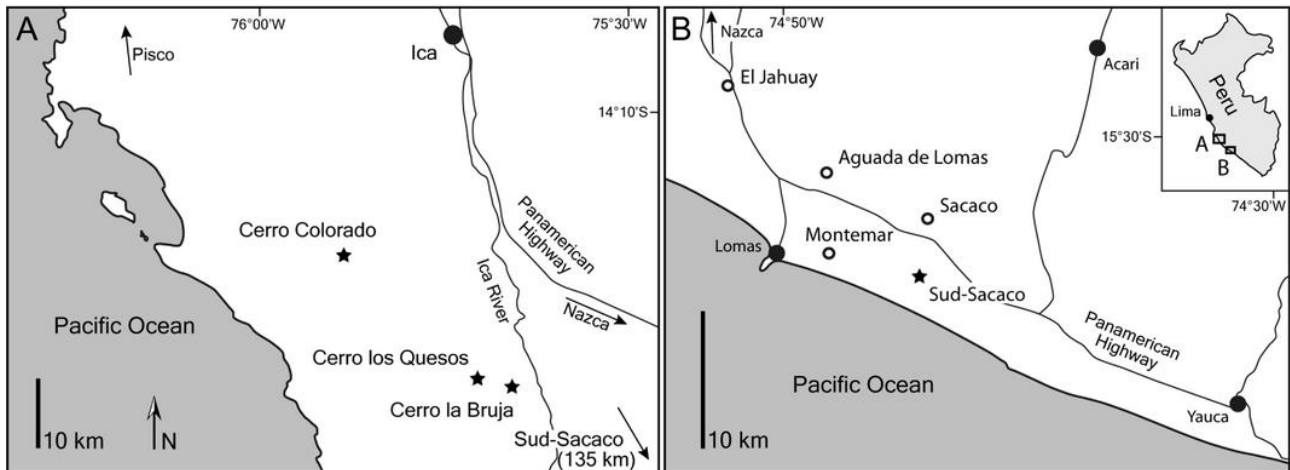 A
76°00'W
75°30'W
Pisco
Ica
14°10'S
Cerro Colorado
Panamerican
Highway
Ica River
Nazca
Pacific Ocean
Cerro los Quesos
Cerro la Bruja
10 km
N
Sud-Sacaco
(135 km)
B
74°50'W
Nazca
El Jahuay
Acari
Peru
Lima
A
B
15°30'S
74°30'W
Aguada de Lomas
Sacaco
Lomas
Montemar
Sud-Sacaco
Panamerican
Highway
Pacific Ocean
Yauca
10 km